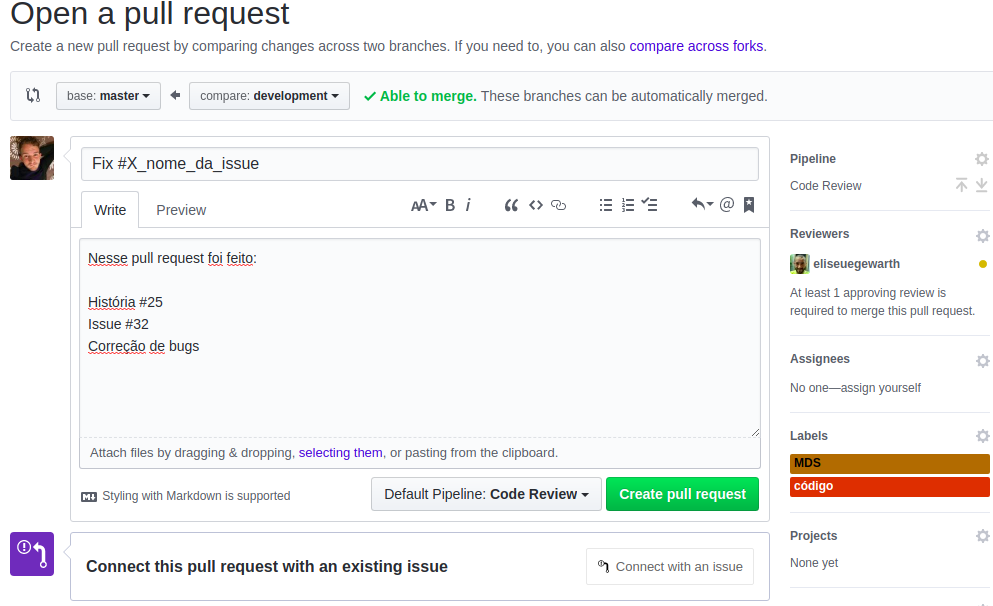 Open a pull request
Create a new pull request by comparing changes across two branches. If you need to, you can also compare across forks.
base: master
compare: development
Able to merge. These branches can be automatically merged.
Fix #X_nome_da_issue
Write
Preview
AA B i
Nesse pull request foi feito:
História #25
Issue #32
Correção de bugs
Attach files by dragging & dropping, selecting them, or pasting from the clipboard.
Styling with Markdown is supported
Default Pipeline: Code Review
Create pull request
Connect this pull request with an existing issue
Connect with an issue
Pipeline
Code Review
Reviewers
eliseuegewarth
At least 1 approving review is
required to merge this pull request.
Assignees
No one—assign yourself
Labels
MDS
código
Projects
None yet